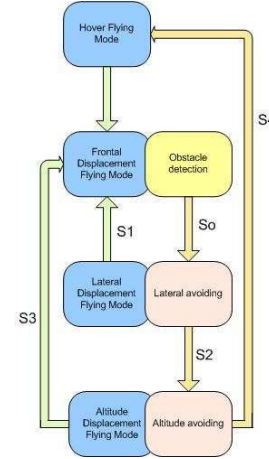 Hover Flying
Mode
S4
Frontal
Displacement
Flying Mode
Obstacle
detection
S1
So
S3
Lateral
Displacement
Flying Mode
Lateral avoiding
S2
Altitude
Displacement
Flying Mode
Altitude avoiding